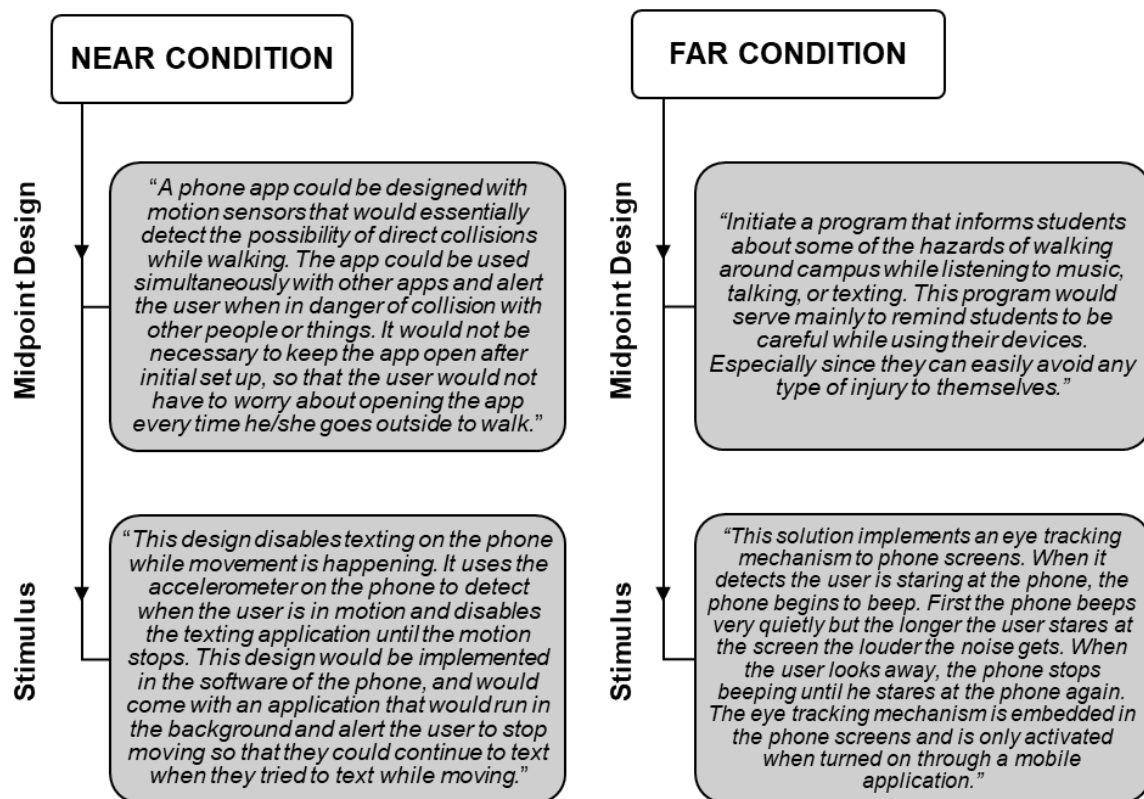 NEAR CONDITION
Midpoint Design
“A phone app could be designed with
motion sensors that would essentially
detect the possibility of direct collisions
while walking. The app could be used
simultaneously with other apps and alert
the user when in danger of collision with
other people or things. It would not be
necessary to keep the app open after
initial set up, so that the user would not
have to worry about opening the app
every time he/she goes outside to walk.”
Stimulus
“This design disables texting on the phone
while movement is happening. It uses the
accelerometer on the phone to detect
when the user is in motion and disables
the texting application until the motion
stops. This design would be implemented
in the software of the phone, and would
come with an application that would run in
the background and alert the user to stop
moving so that they could continue to text
when they tried to text while moving.”
FAR CONDITION
Midpoint Design
“Initiate a program that informs students
about some of the hazards of walking
around campus while listening to music,
talking, or texting. This program would
serve mainly to remind students to be
careful while using their devices.
Especially since they can easily avoid any
type of injury to themselves.”
Stimulus
“This solution implements an eye tracking
mechanism to phone screens. When it
detects the user is staring at the phone, the
phone begins to beep. First the phone beeps
very quietly but the longer the user stares at
the screen the louder the noise gets. When
the user looks away, the phone stops
beeping until he stares at the phone again.
The eye tracking mechanism is embedded in
the phone screens and is only activated
when turned on through a mobile
application.”